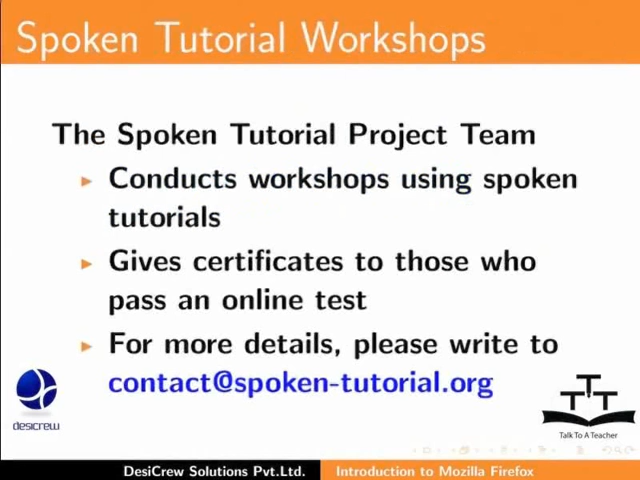 Spoken Tutorial Workshops
The Spoken Tutorial Project Team
Conducts workshops using spoken
tutorials
Gives certificates to those who
pass an online test
For more details, please write to
contact@spoken-tutorial.org
desicrew
TTT
Talk To A Teacher
DesiCrew Solutions Pvt.Ltd.
Introduction to Mozilla Firefox